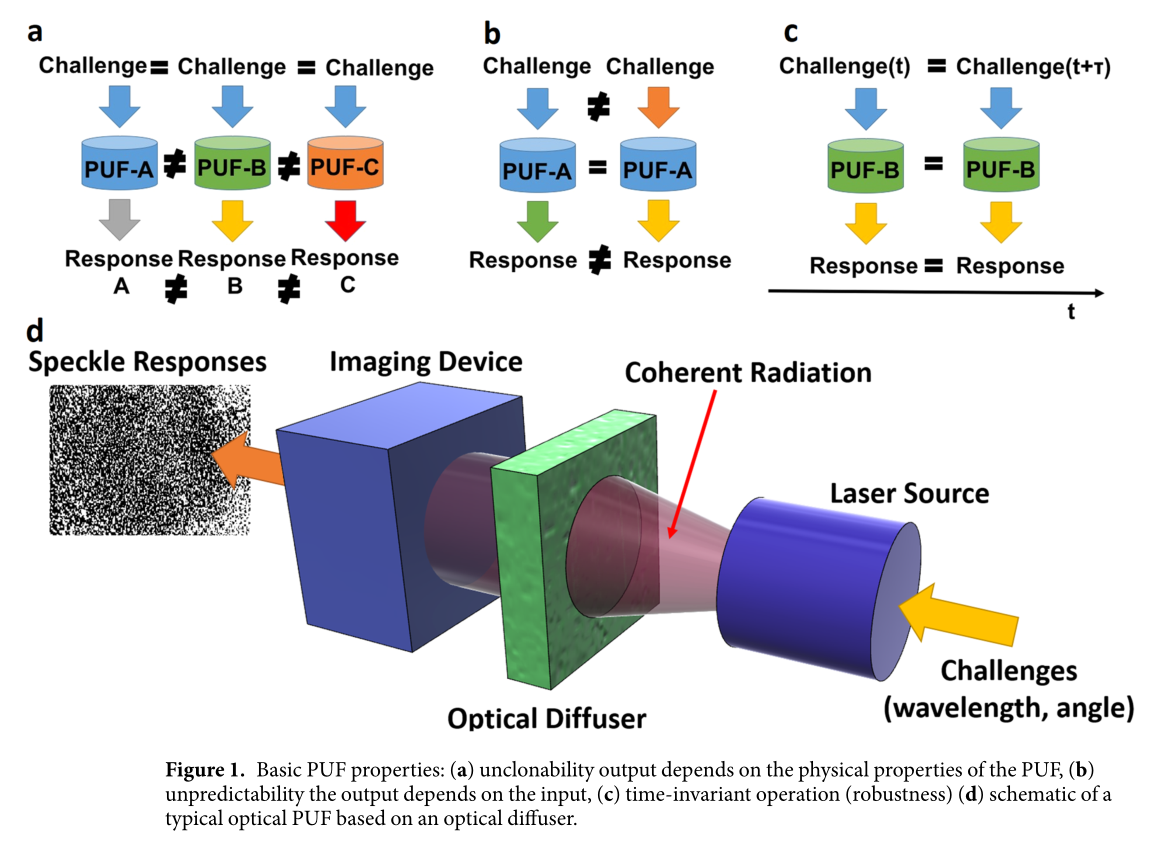 a
Challenge = Challenge = Challenge
PUF-A ≠ PUF-B ≠ PUF-C
Response Response Response
A ≠ B ≠ C
b
Challenge Challenge
≠
PUF-A = PUF-A
Response ≠ Response
c
Challenge(t) = Challenge(t+τ)
PUF-B = PUF-B
Response = Response
t
d
Speckle Responses
Imaging Device
Coherent Radiation
Laser Source
Optical Diffuser
Challenges
(wavelength, angle)
Figure 1. Basic PUF properties: (a) unclonability output depends on the physical properties of the PUF, (b)
unpredictability the output depends on the input, (c) time-invariant operation (robustness) (d) schematic of a
typical optical PUF based on an optical diffuser.